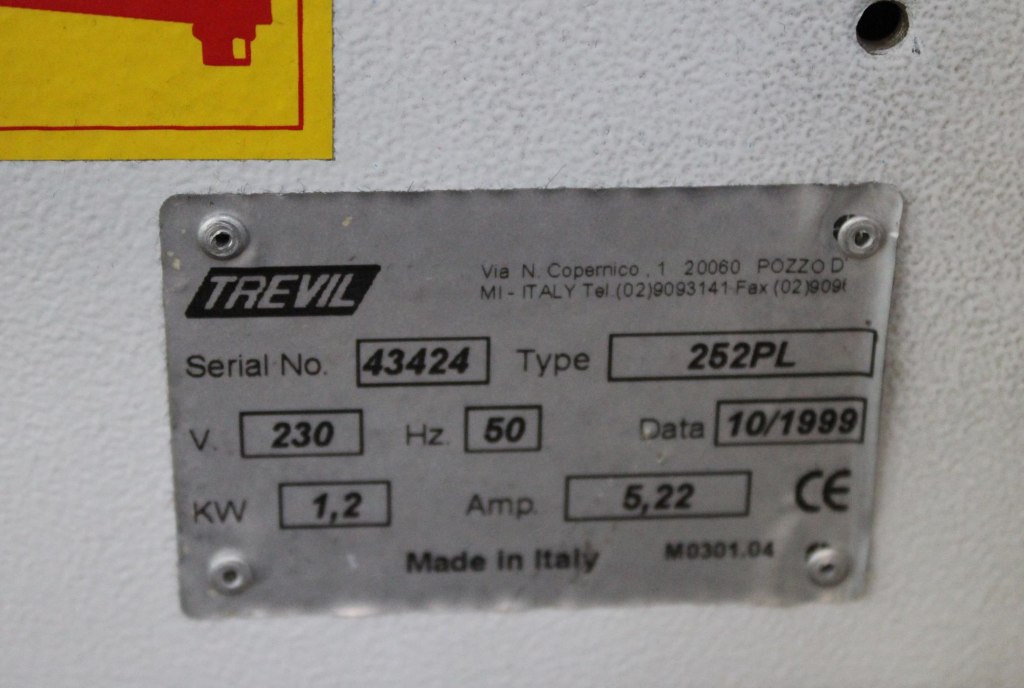 TREVIL
Via N. Copernico, 1 20060 POZZO D'
MI - ITALY Tel.(02)9093141 Fax (02)909
Serial No. 43424 Type 252PL
V. 230 Hz. 50 Data 10/1999
KW 1,2 Amp. 5,22 CE
Made in Italy M0301.04